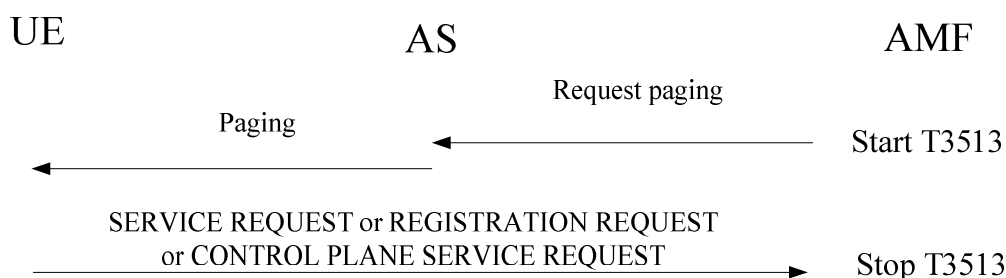 UE
AS
AMF
Request paging
Paging
Start T3513
SERVICE REQUEST or REGISTRATION REQUEST
or CONTROL PLANE SERVICE REQUEST
Stop T3513